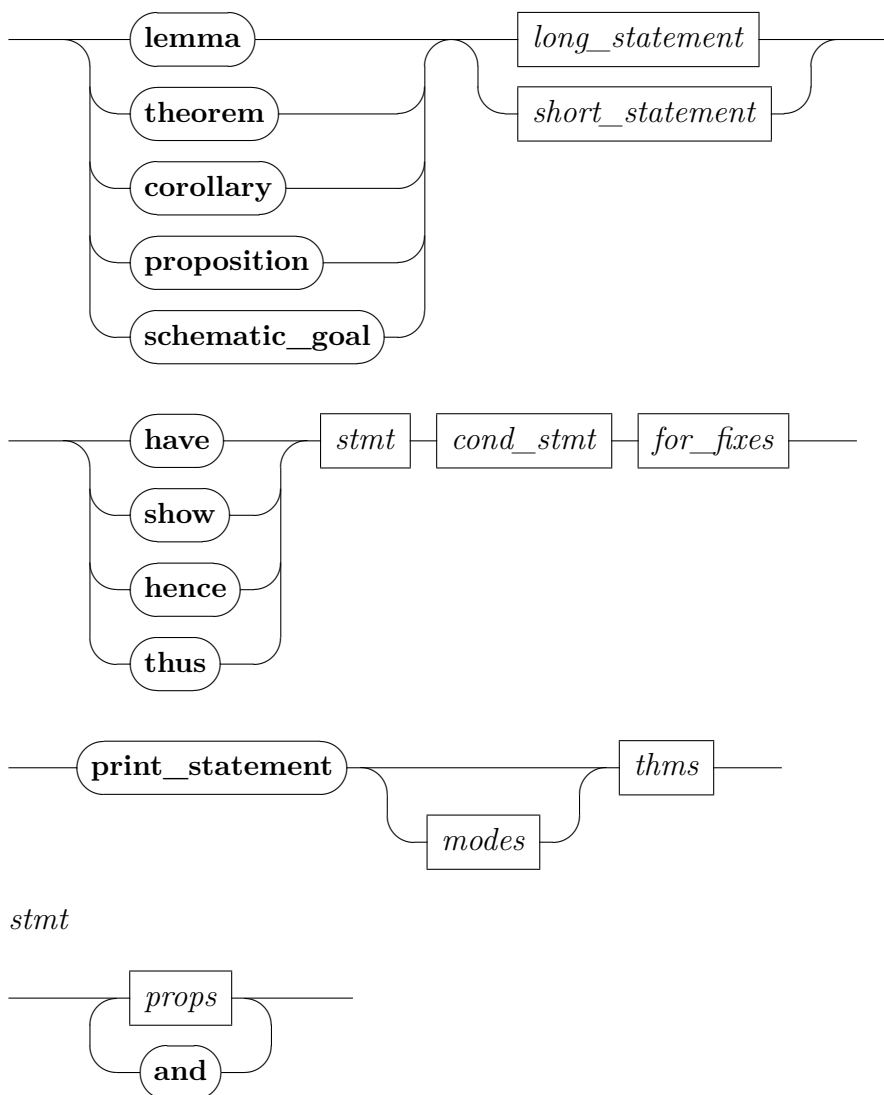 lemma long_statement
theorem short_statement
corollary
proposition
schematic_goal
have stmt cond_stmt for_fixes
show
hence
thus
print_statement thms
modes
stmt
props
and